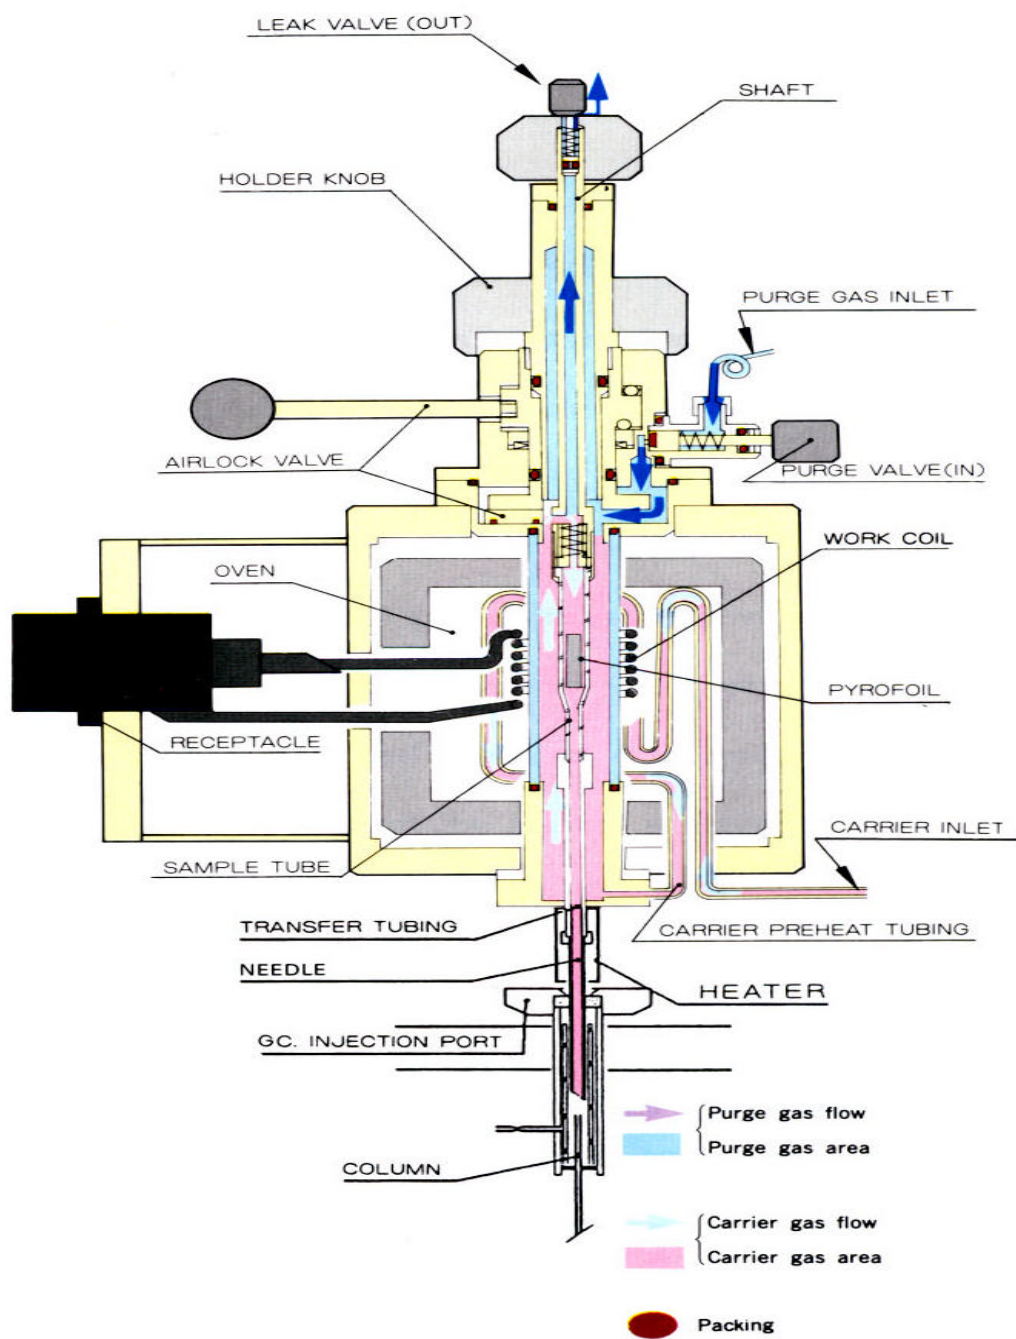 LEAK VALVE (OUT)
SHAFT
HOLDER KNOB
PURGE GAS INLET
AIRLOCK VALVE
PURGE VALVE(IN)
OVEN
WORK COIL
PYROFOIL
RECEPTACLE
CARRIER INLET
SAMPLE TUBE
TRANSFER TUBING
CARRIER PREHEAT TUBING
NEEDLE
HEATER
GC. INJECTION PORT
Purge gas flow
Purge gas area
COLUMN
Carrier gas flow
Carrier gas area
Packing